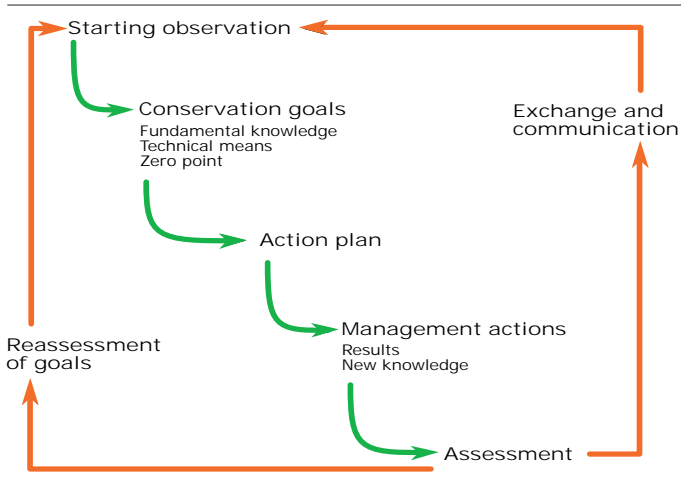 Starting observation
Conservation goals
Fundamental knowledge
Technical means
Zero point
Exchange and
communication
Action plan
Management actions
Results
New knowledge
Reassessment
of goals
Assessment